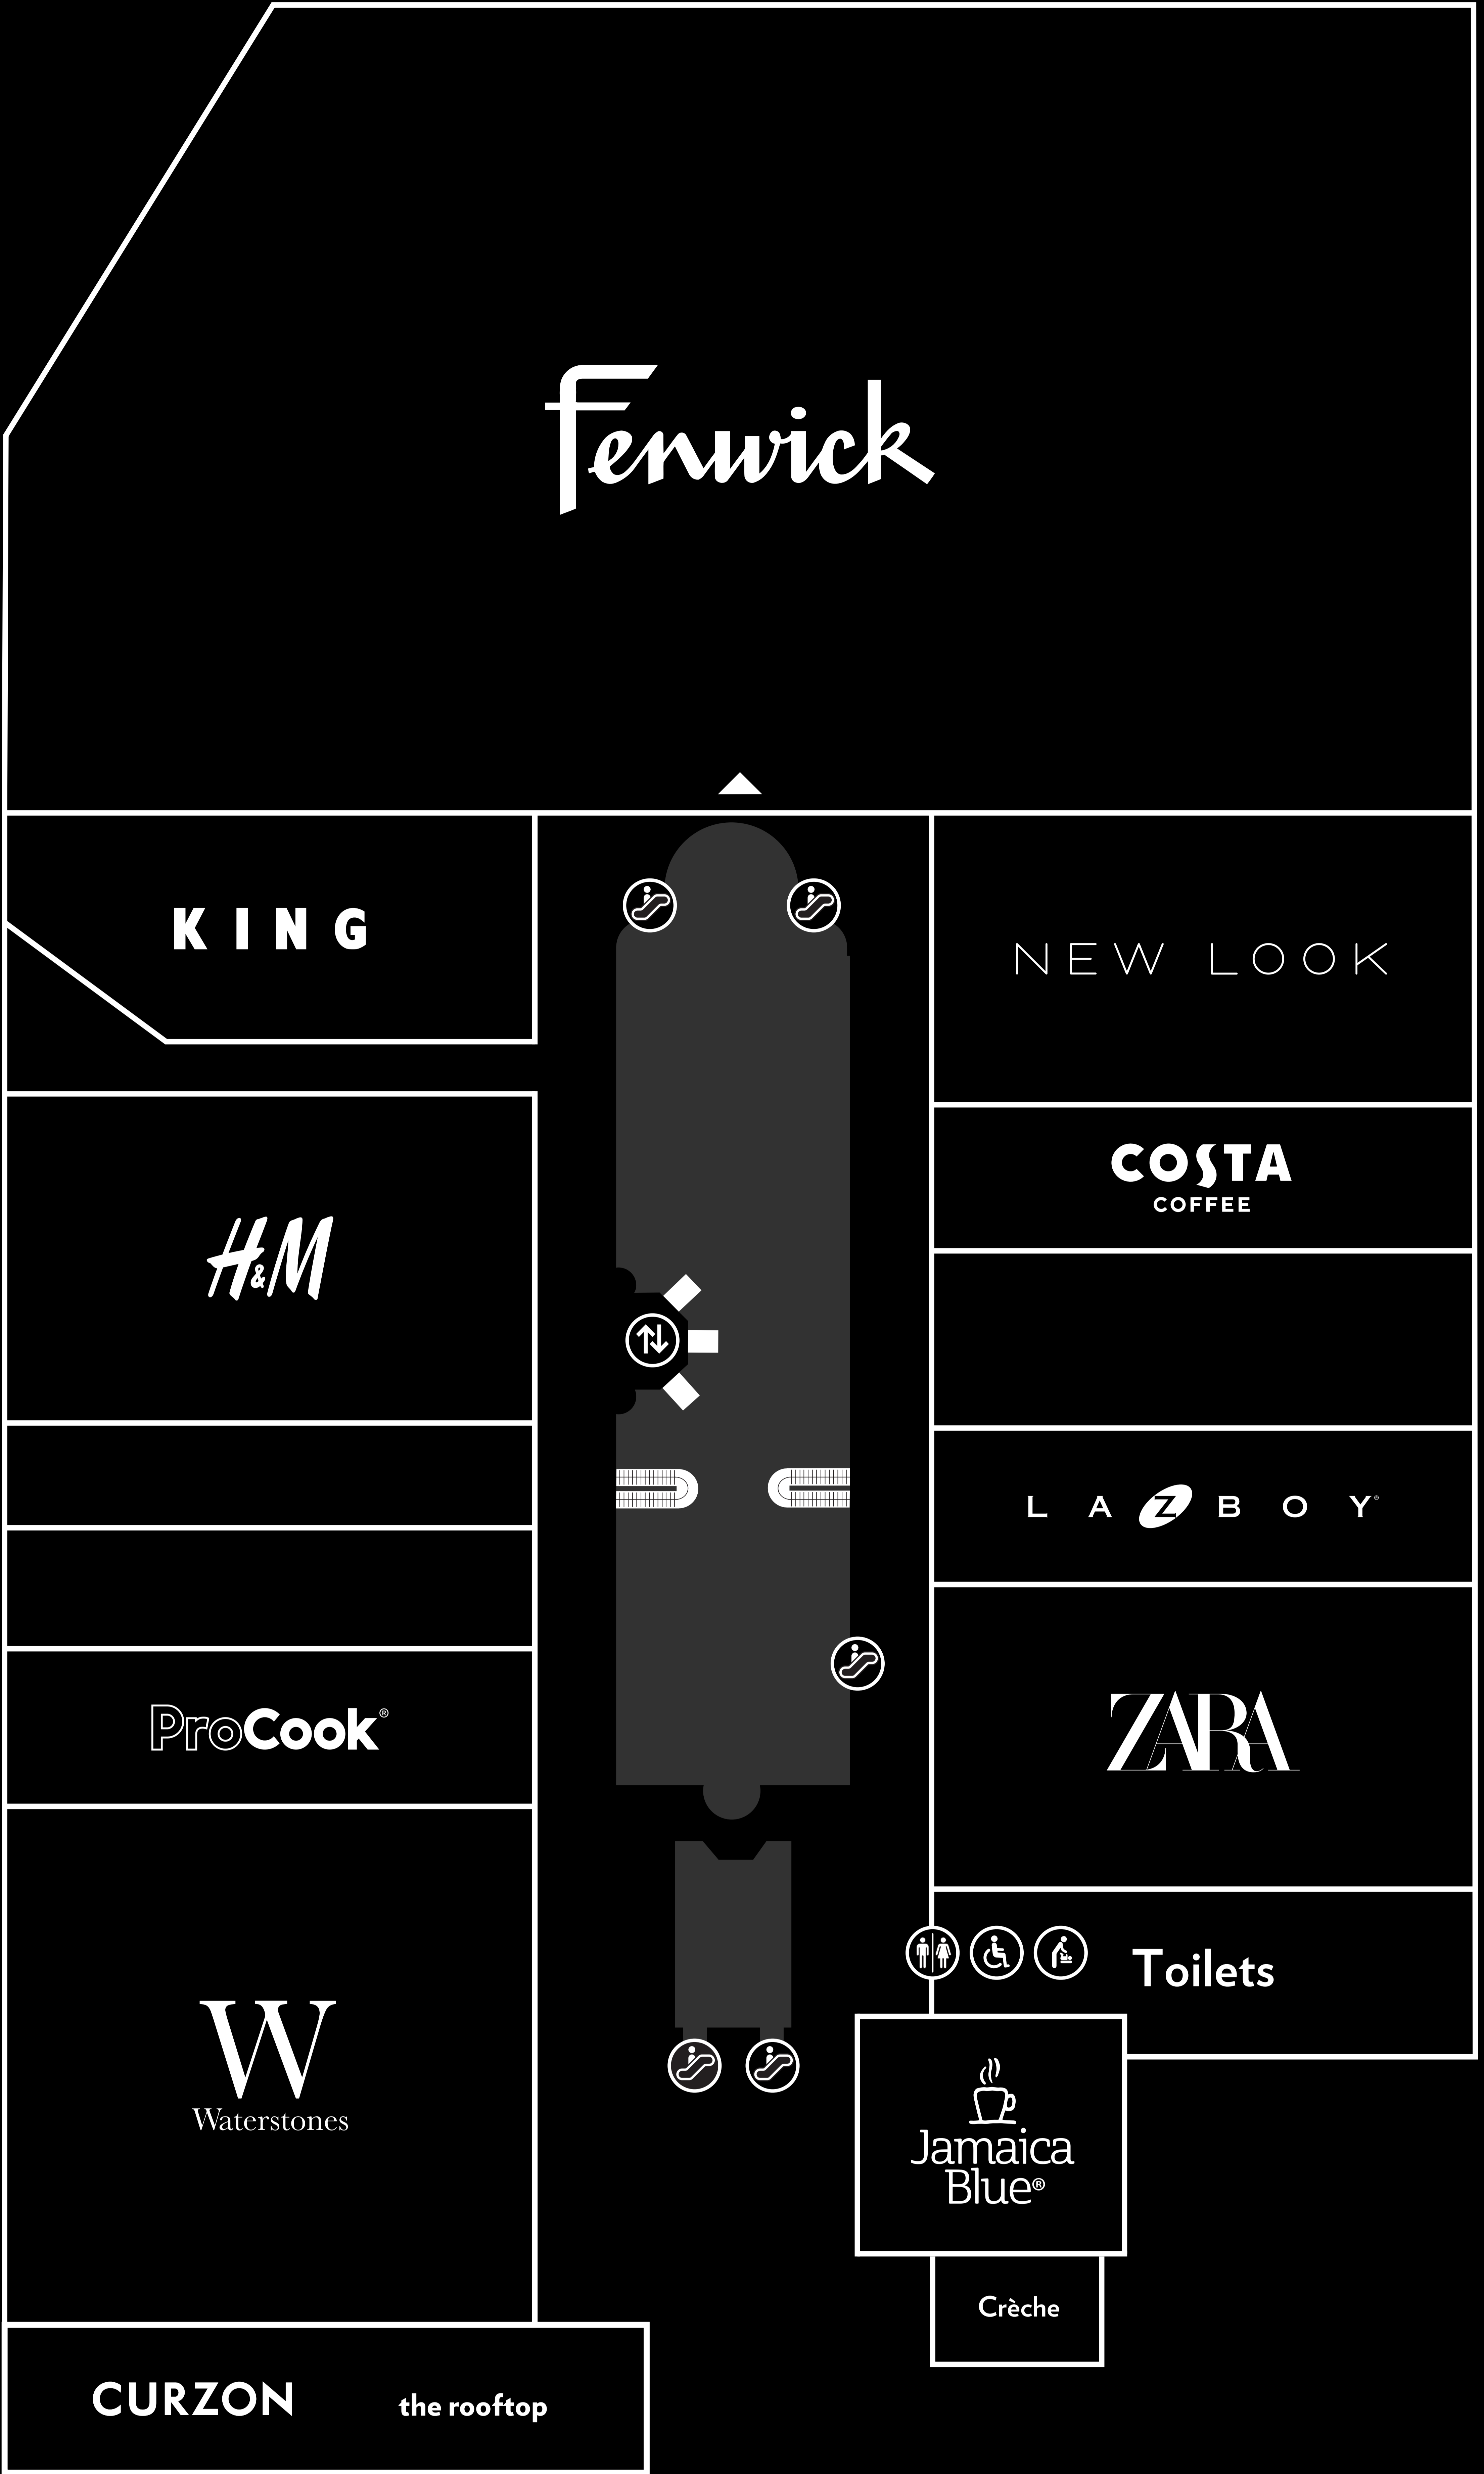 Fenwick
KING
NEW LOOK
COSTA
COFFEE
H&M
LAZBOY®
ProCook®
ZARA
Toilets
W
Waterstones
Jamaica
Blue®
Crèche
CURZON
the rooftop